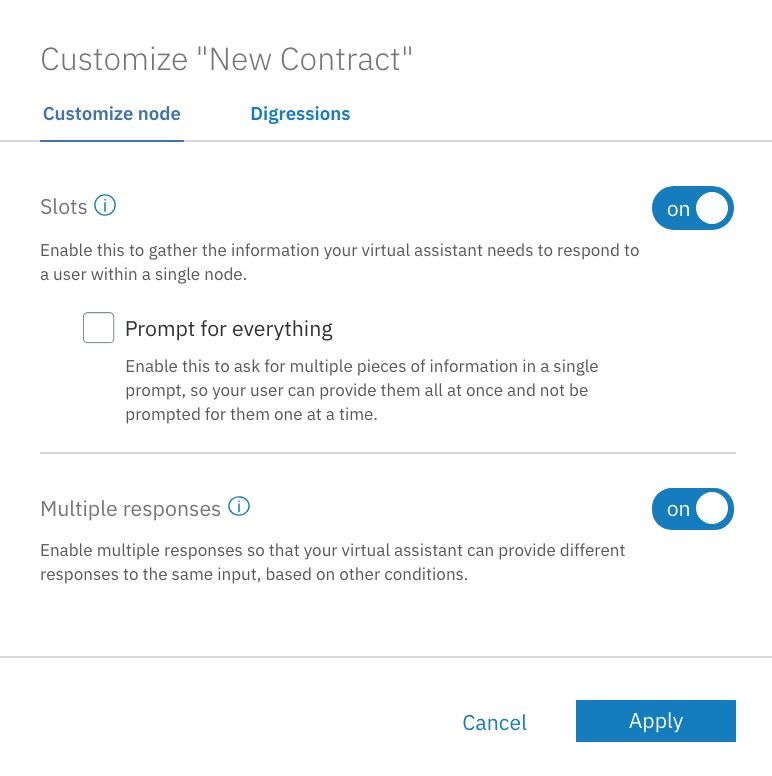 Customize "New Contract"
Customize node
Digressions
Slots
on
Enable this to gather the information your virtual assistant needs to respond to
a user within a single node.
Prompt for everything
Enable this to ask for multiple pieces of information in a single
prompt, so your user can provide them all at once and not be
prompted for them one at a time.
Multiple responses
on
Enable multiple responses so that your virtual assistant can provide different
responses to the same input, based on other conditions.
Cancel
Apply